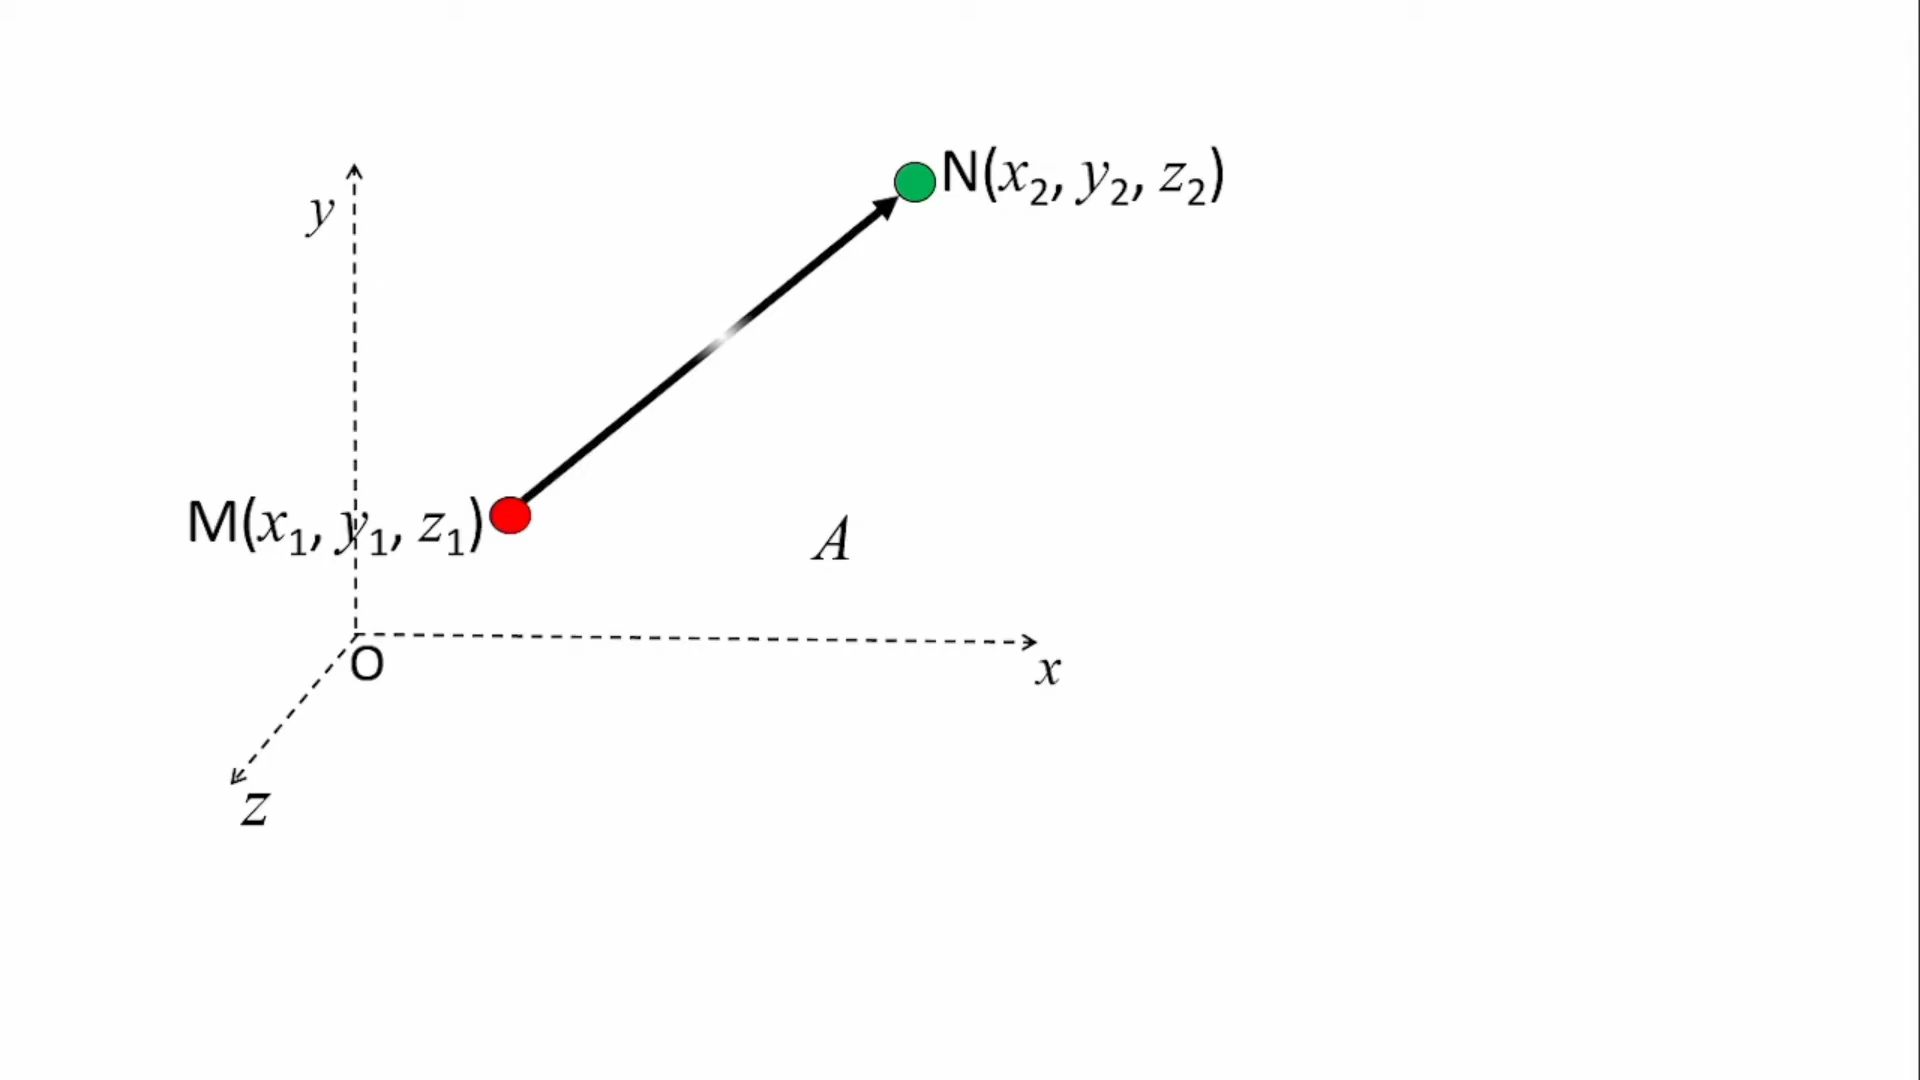 N(x₂, y₂, z₂)
y
M(x₁, y₁, z₁)
A
O
x
z